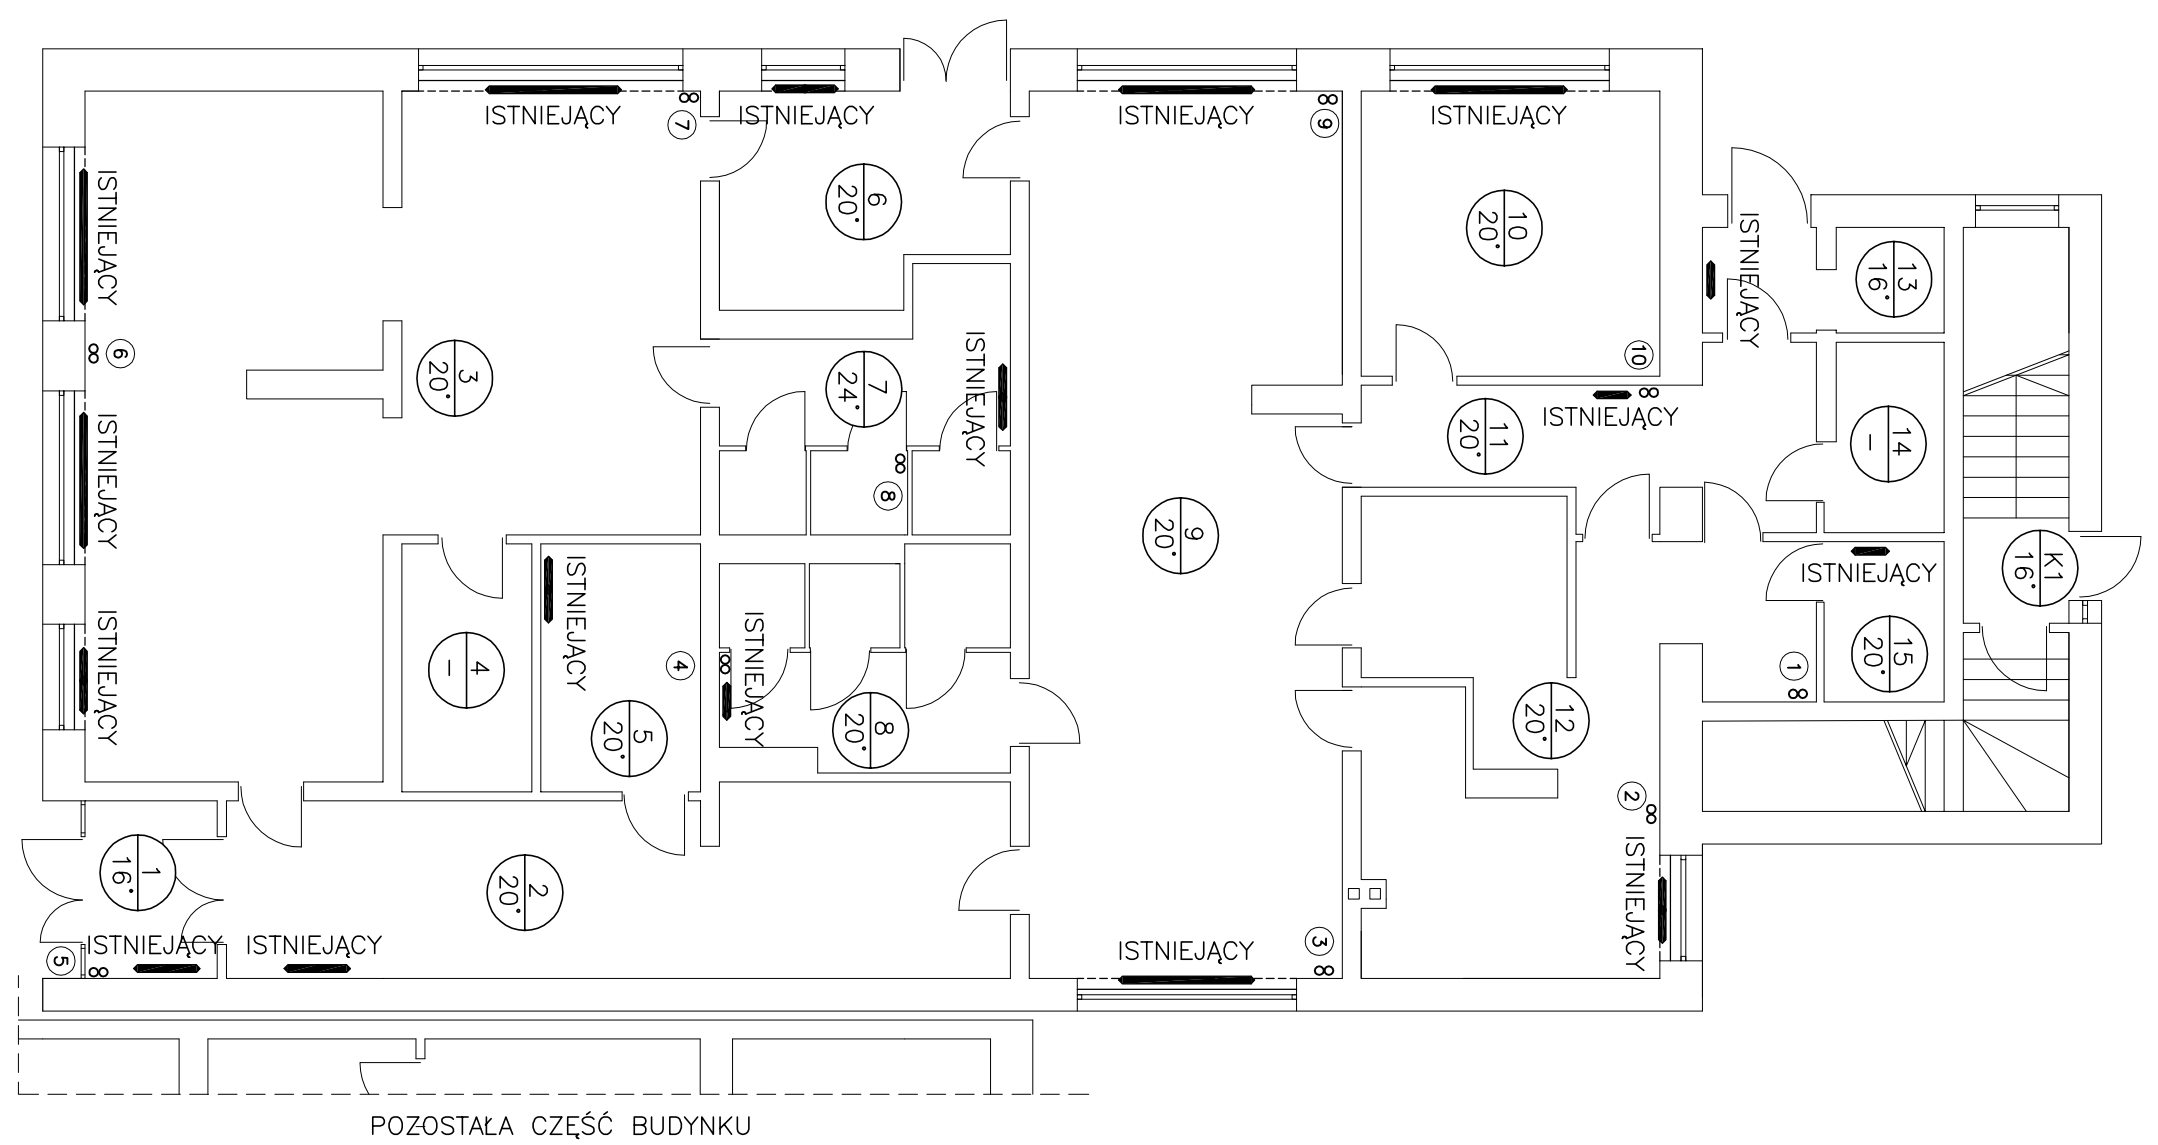 ISTNIEJĄCY
ISTNIEJĄCY
ISTNIEJĄCY
ISTNIEJĄCY
7
9
6
20°
10
20°
13
16°
ISTNIEJĄCY
ISTNIEJĄCY
6
3
20°
7
24°
ISTNIEJĄCY
10
ISTNIEJĄCY
11
20°
14
–
ISTNIEJĄCY
8
9
20°
K1
16°
ISTNIEJĄCY
ISTNIEJĄCY
4
–
5
20°
4
ISTNIEJĄCY
8
20°
12
20°
1
15
20°
ISTNIEJĄCY
2
ISTNIEJĄCY
1
16°
2
20°
5
ISTNIEJĄCY
ISTNIEJĄCY
ISTNIEJĄCY
3
POZOSTAŁA CZĘŚĆ BUDYNKU